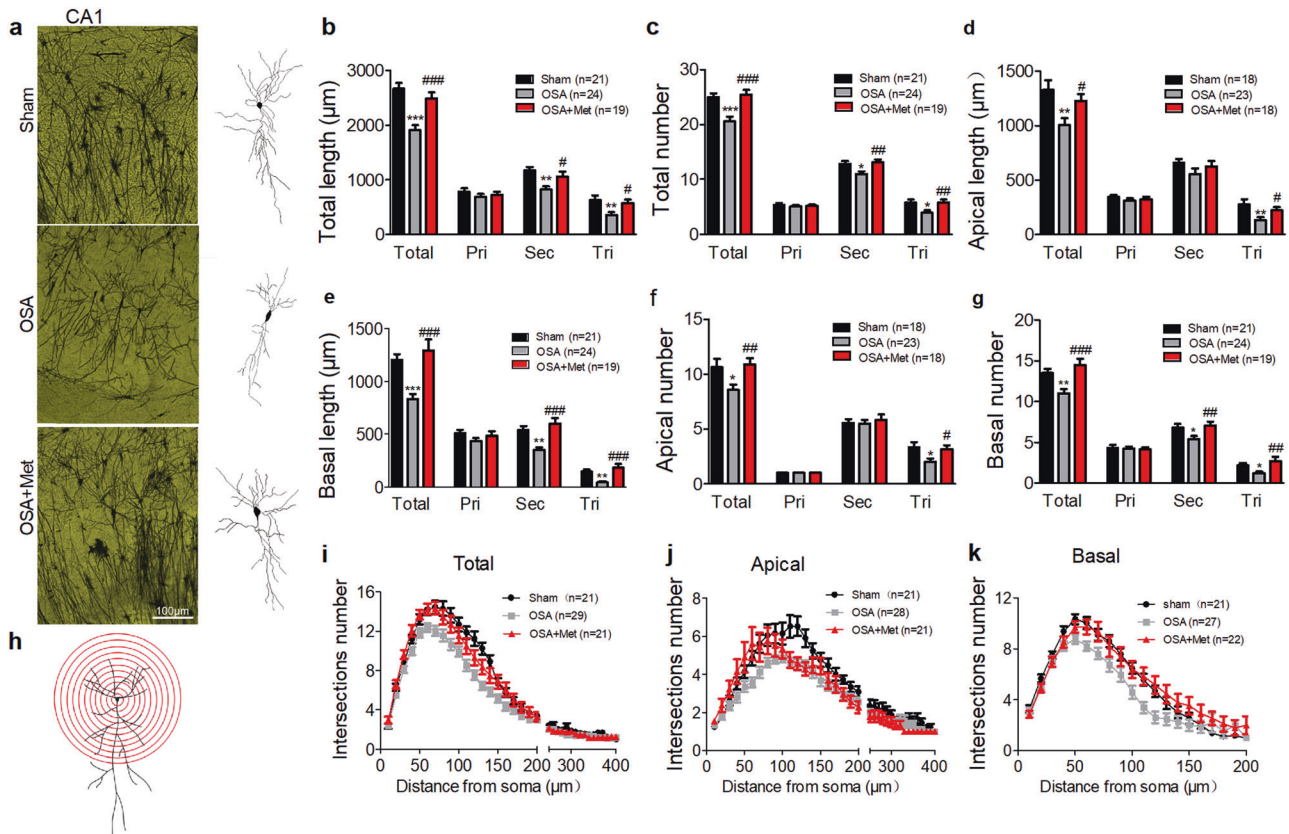 CA1
a
Sham
OSA
OSA+Met
100μm
b
Total length (μm)
3000
2000
1000
0
Sham (n=21)
OSA (n=24)
OSA+Met (n=19)
***
###
**
#
**
#
Total Pri Sec Tri
c
Total number
30
20
10
0
Sham (n=21)
OSA (n=24)
OSA+Met (n=19)
***
###
*
##
*
##
Total Pri Sec Tri
d
Apical length (μm)
1500
1000
500
0
Sham (n=18)
OSA (n=23)
OSA+Met (n=18)
**
#
**
#
Total Pri Sec Tri
e
Basal length (μm)
1500
1000
500
0
Sham (n=21)
OSA (n=24)
OSA+Met (n=19)
***
###
**
###
**
###
Total Pri Sec Tri
f
Apical number
15
10
5
0
Sham (n=18)
OSA (n=23)
OSA+Met (n=18)
*
##
*
#
Total Pri Sec Tri
g
Basal number
20
15
10
5
0
Sham (n=21)
OSA (n=24)
OSA+Met (n=19)
**
###
*
##
*
##
Total Pri Sec Tri
h
i
Total
Intersections number
16
12
8
4
0
Sham (n=21)
OSA (n=29)
OSA+Met (n=21)
0 50 100 150 200 400
Distance from soma (μm)
j
Apical
Intersections number
8
6
4
2
0
Sham (n=21)
OSA (n=28)
OSA+Met (n=21)
0 50 100 150 200 300 400
Distance from soma (μm)
k
Basal
Intersections number
12
8
4
0
sham (n=21)
OSA (n=27)
OSA+Met (n=22)
0 50 100 150 200
Distance from soma (μm)